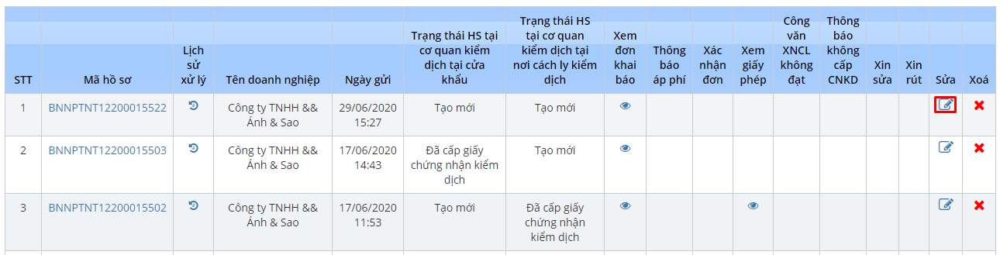 STT
Mã hồ sơ
Lịch
sử
xử lý
Tên doanh nghiệp
Ngày gửi
Trạng thái HS tại
cơ quan kiểm
dịch tại cửa
khẩu
Trạng thái HS
tại cơ quan
kiểm dịch tại
nơi cách ly kiểm
dịch
Xem
đơn
khai
báo
Thông
báo
áp phí
Xác
nhận
đơn
Xem
giấy
phép
Công
văn
XNCL
không
đạt
Thông
báo
không
cấp
CNKD
Xin
sửa
Xin
rút
Sửa
Xoá
1
BNNPTNT12200015522
Công ty TNHH &&
Ánh & Sao
29/06/2020
15:27
Tạo mới
Tạo mới
2
BNNPTNT12200015503
Công ty TNHH &&
Ánh & Sao
17/06/2020
14:43
Đã cấp giấy
chứng nhận kiểm
dịch
Tạo mới
3
BNNPTNT12200015502
Công ty TNHH &&
Ánh & Sao
17/06/2020
11:53
Tạo mới
Đã cấp giấy
chứng nhận
kiểm dịch